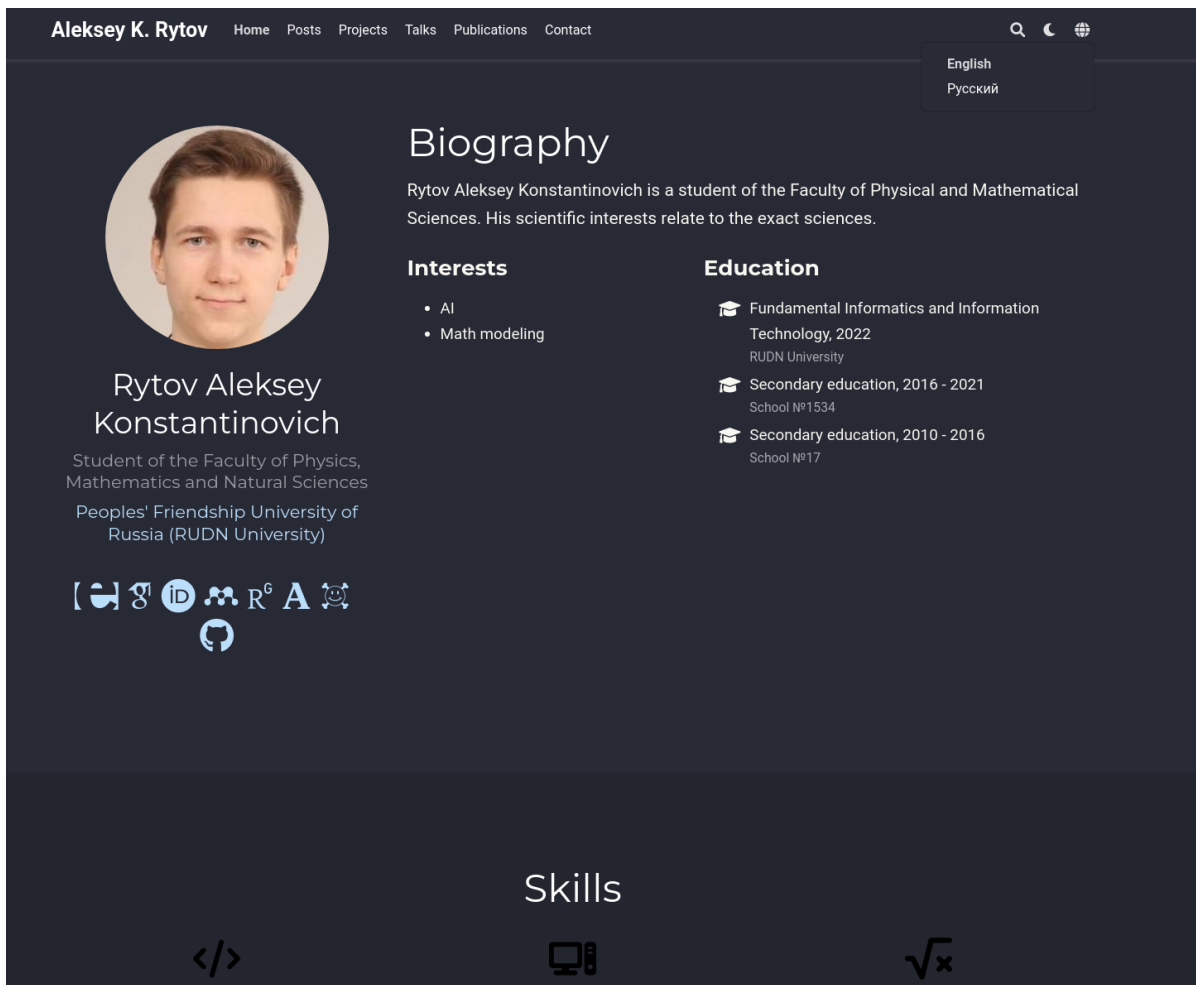 Aleksey K. Rytov Home Posts Projects Talks Publications Contact
English
Русский
Biography
Rytov Aleksey Konstantinovich is a student of the Faculty of Physical and Mathematical
Sciences. His scientific interests relate to the exact sciences.
Interests
AI
Math modeling
Education
Fundamental Informatics and Information
Technology, 2022
RUDN University
Secondary education, 2016 - 2021
School №1534
Secondary education, 2010 - 2016
School №17
Rytov Aleksey
Konstantinovich
Student of the Faculty of Physics,
Mathematics and Natural Sciences
Peoples' Friendship University of
Russia (RUDN University)
iD RG A
Skills